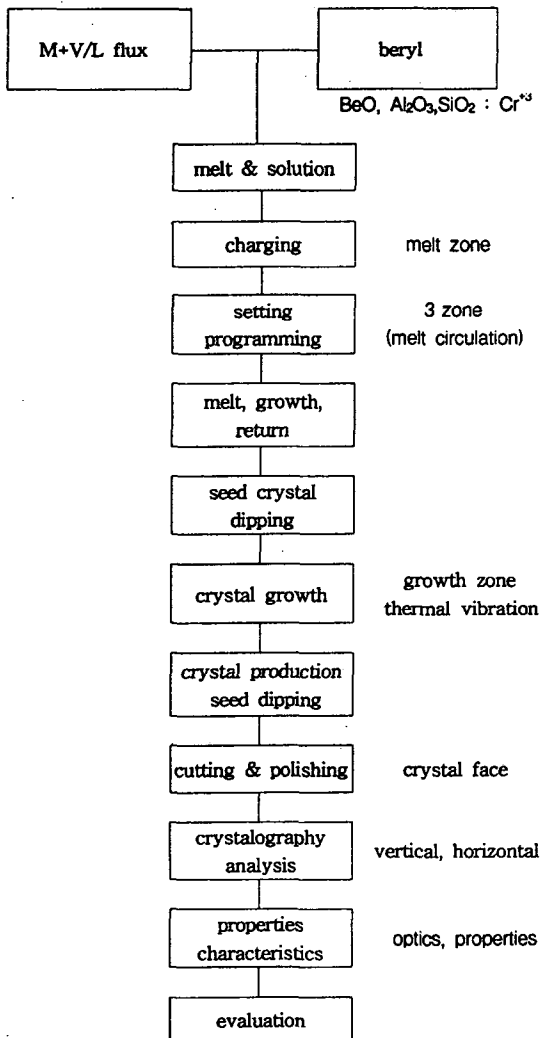 M+V/L flux
beryl
BeO, Al₂O₃,SiO₂ : Cr⁺³
melt & solution
charging
melt zone
setting
programming
3 zone
(melt circulation)
melt, growth,
return
seed crystal
dipping
crystal growth
growth zone
thermal vibration
crystal production
seed dipping
cutting & polishing
crystal face
crystalography
analysis
vertical, horizontal
properties
characteristics
optics, properties
evaluation